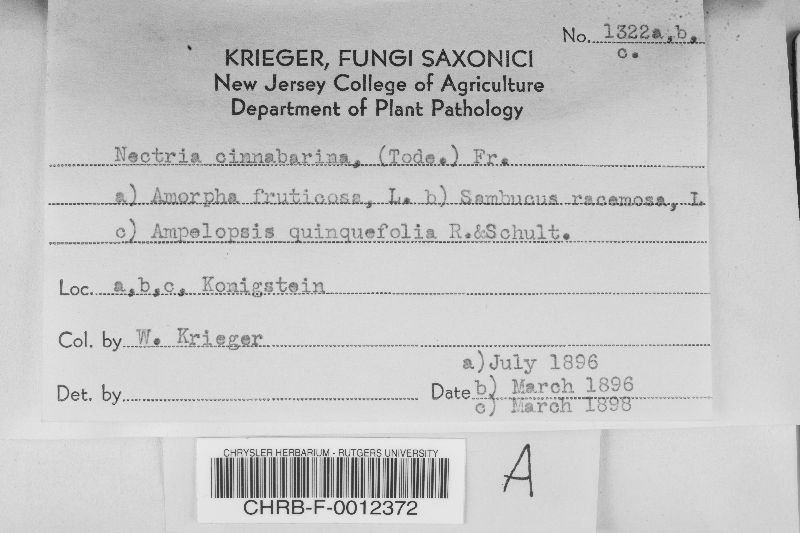 No. 1322a,b.
c.
KRIEGER, FUNGI SAXONICI
New Jersey College of Agriculture
Department of Plant Pathology
Nectria cinnabarina, (Tode.) Fr.
a) Amorpha fruticosa, L. b) Sambucus racemosa, L
c) Ampelopsis quinquefolia R.&Schult.
Loc. a,b,c, Konigstein
Col. by W. Krieger
a)July 1896
Det. by Date b) March 1896
c) March 1898
CHRYSLER HERBARIUM - RUTGERS UNIVERSITY
A
CHRB-F-0012372